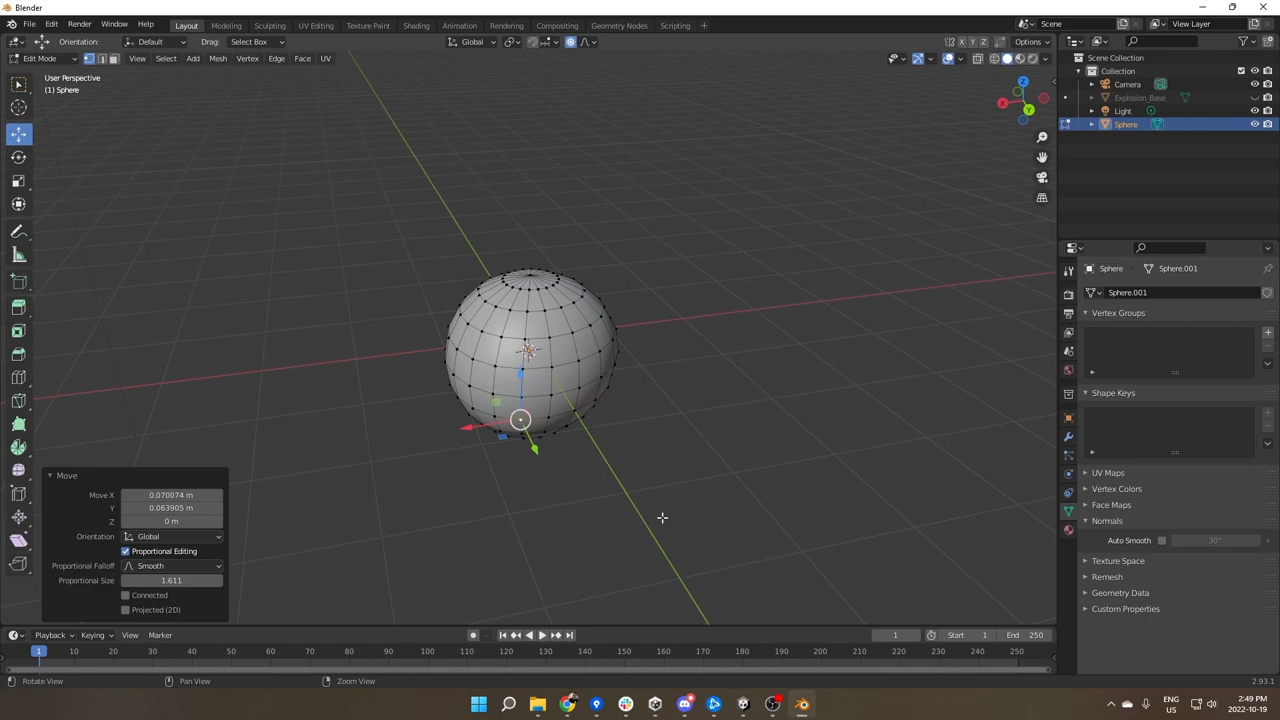 Blender
File Edit Render Window Help Layout Modeling Sculpting UV Editing Texture Paint Shading Animation Rendering Compositing Geometry Nodes Scripting + Scene View Layer
Orientation: Default Drag: Select Box Global X Y Z Options
Edit Mode View Select Add Mesh Vertex Edge Face UV
User Perspective
(1) Sphere
Z
X
Y
Scene Collection
Collection
Camera
Explosion_Base
Light
Sphere
Sphere Sphere.001
Sphere.001
Vertex Groups
Shape Keys
UV Maps
Vertex Colors
Face Maps
Normals
Auto Smooth 30°
Texture Space
Remesh
Geometry Data
Custom Properties
Move
Move X 0.070074 m
Y 0.063905 m
Z 0 m
Orientation Global
Proportional Editing
Proportional Falloff Smooth
Proportional Size 1.611
Connected
Projected (2D)
Playback Keying View Marker 1 Start 1 End 250
1 10 20 30 40 50 60 70 80 90 100 110 120 130 140 150 160 170 180 190 200 210 220 230 240 250
Rotate View Pan View Zoom View 2.93.1
ENG
US
2:49 PM
2022-10-19